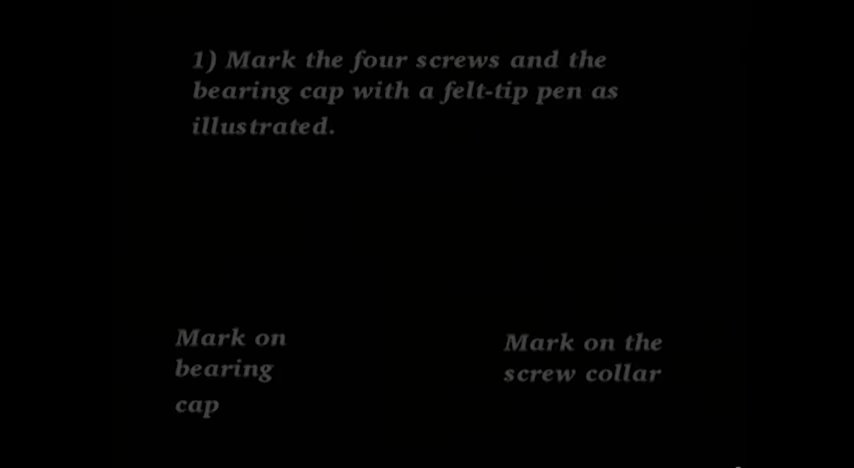 1) Mark the four screws and the
bearing cap with a felt-tip pen as
illustrated.
Mark on
bearing
cap
Mark on the
screw collar